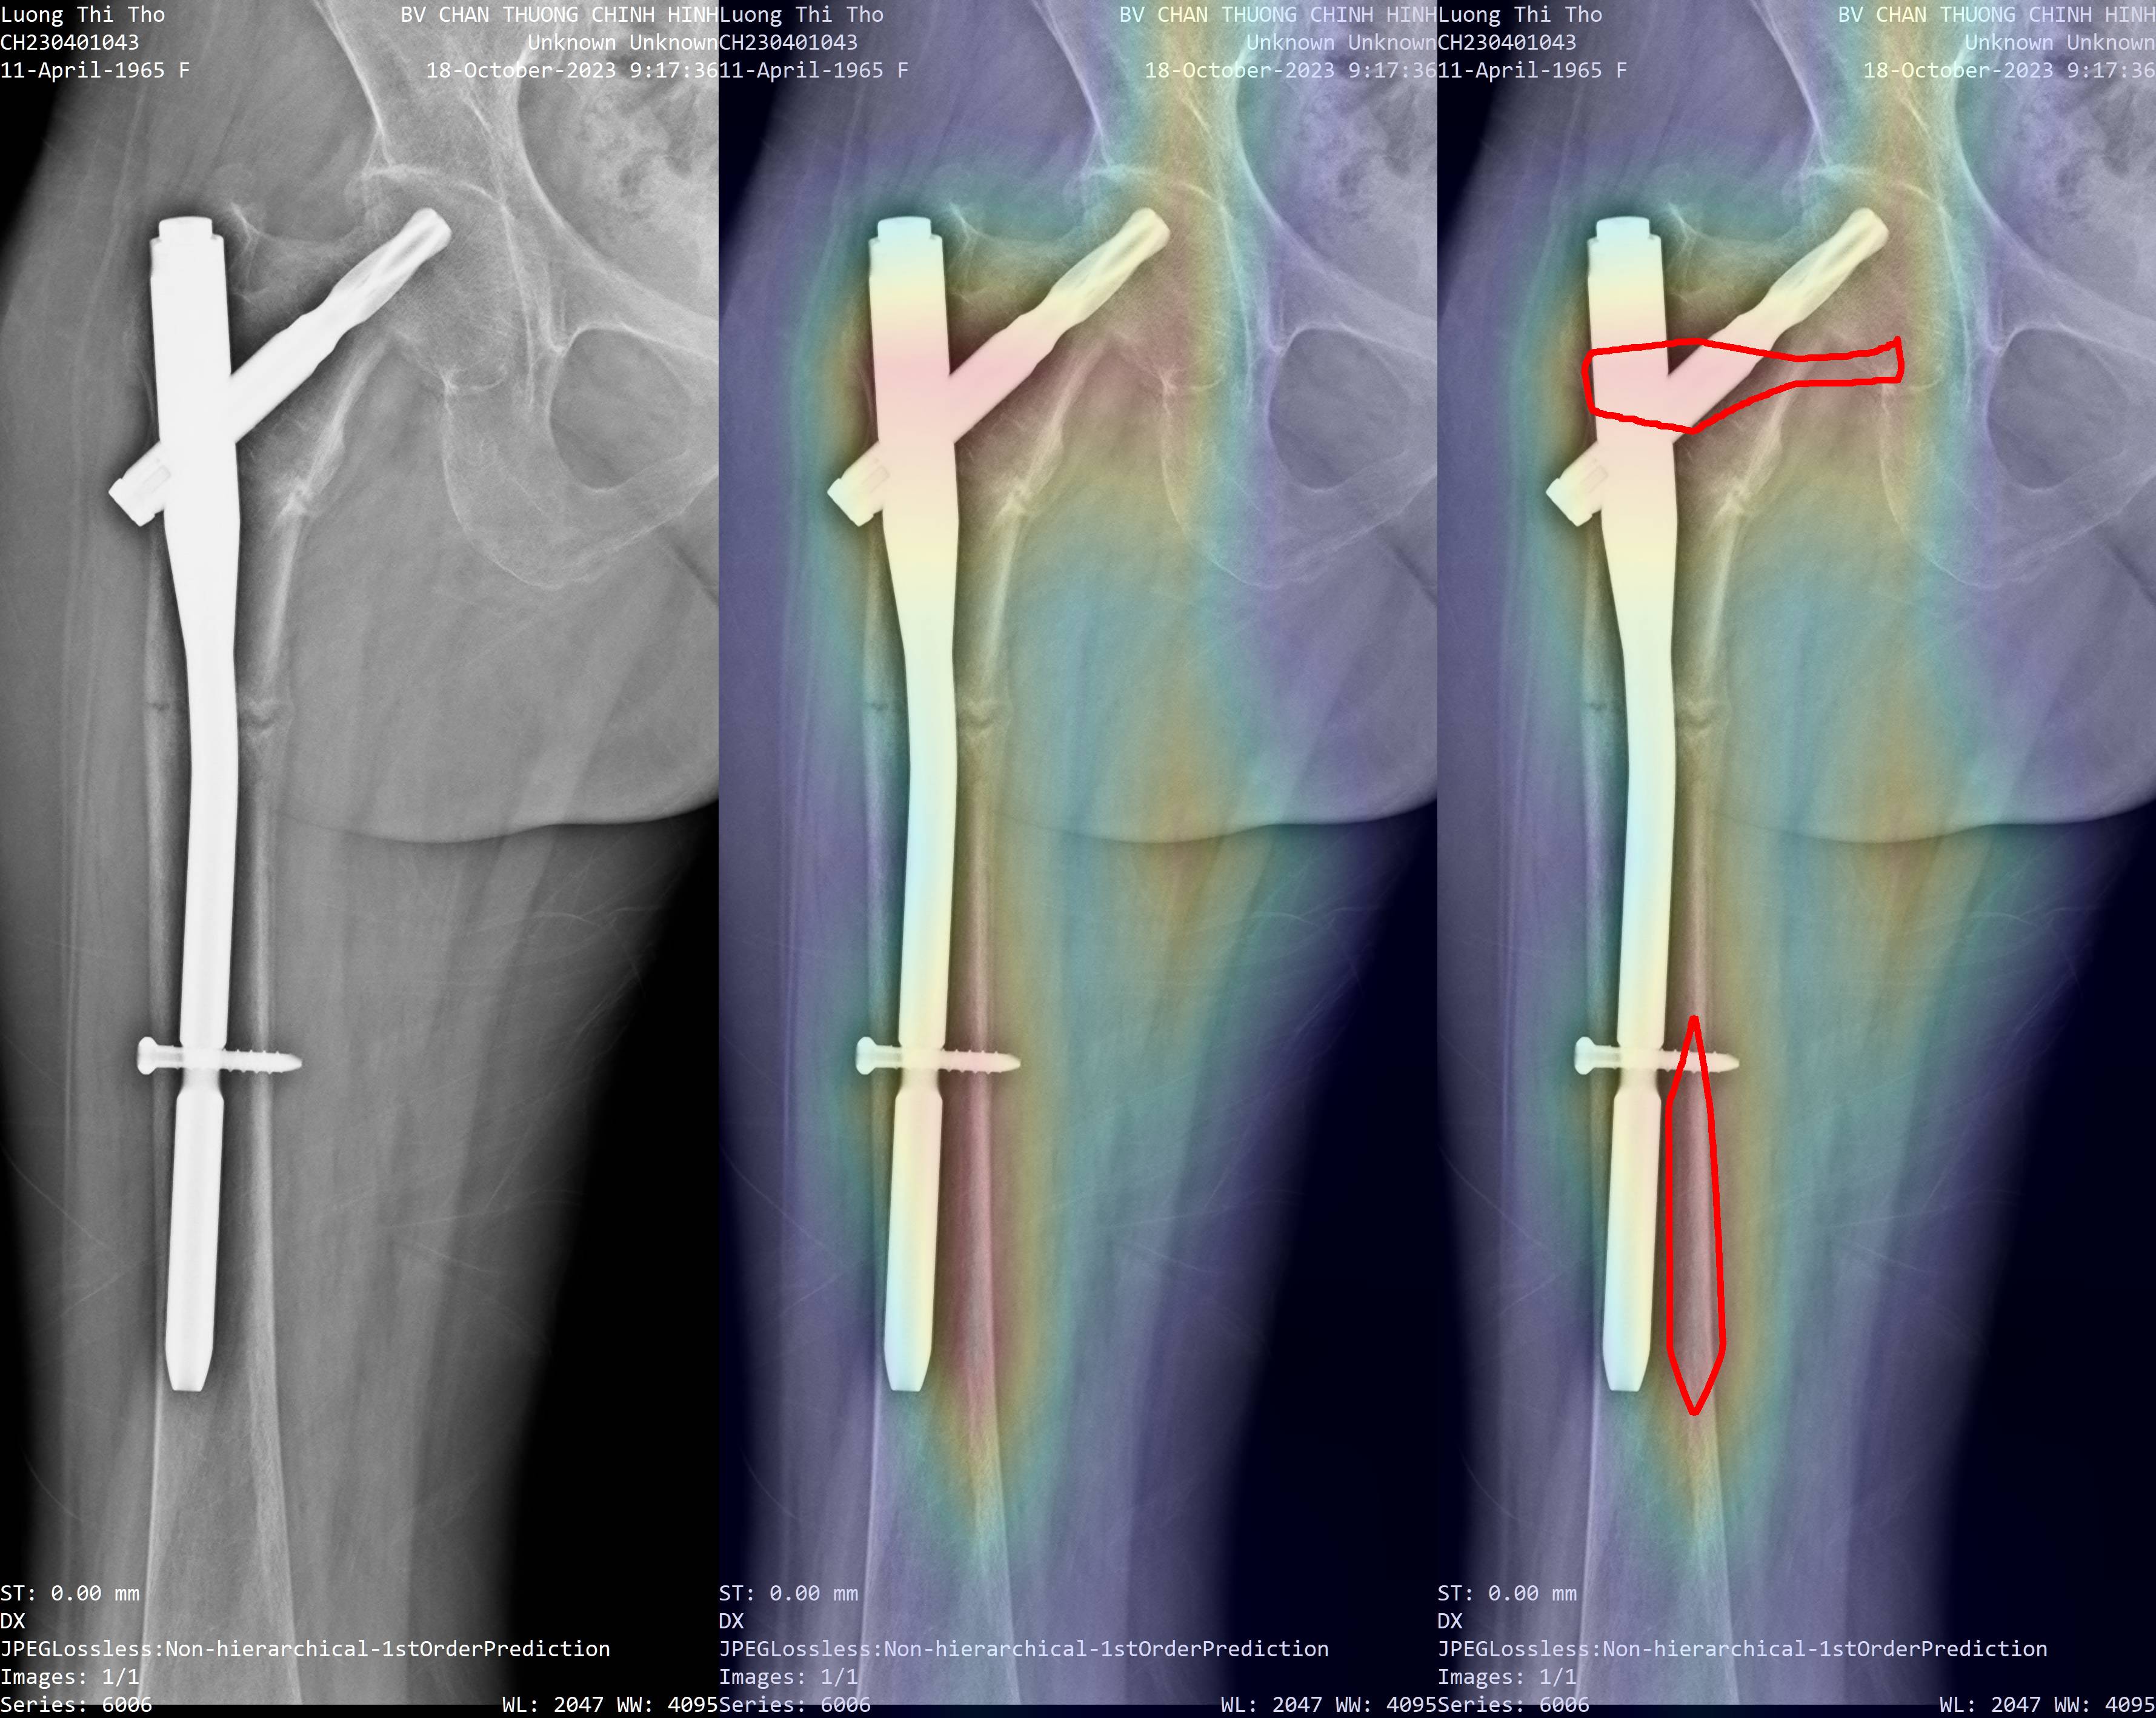 Luong Thi Tho
CH230401043
11-April-1965 F
BV CHAN THUONG CHINH HINH
Unknown Unknown
18-October-2023 9:17:36
ST: 0.00 mm
DX
JPEGLossless:Non-hierarchical-1stOrderPrediction
Images: 1/1
Series: 6006
WL: 2047 WW: 4095
Luong Thi Tho
CH230401043
11-April-1965 F
BV CHAN THUONG CHINH HINH
Unknown Unknown
18-October-2023 9:17:36
ST: 0.00 mm
DX
JPEGLossless:Non-hierarchical-1stOrderPrediction
Images: 1/1
Series: 6006
WL: 2047 WW: 4095
Luong Thi Tho
CH230401043
11-April-1965 F
BV CHAN THUONG CHINH HINH
Unknown Unknown
18-October-2023 9:17:36
ST: 0.00 mm
DX
JPEGLossless:Non-hierarchical-1stOrderPrediction
Images: 1/1
Series: 6006
WL: 2047 WW: 4095